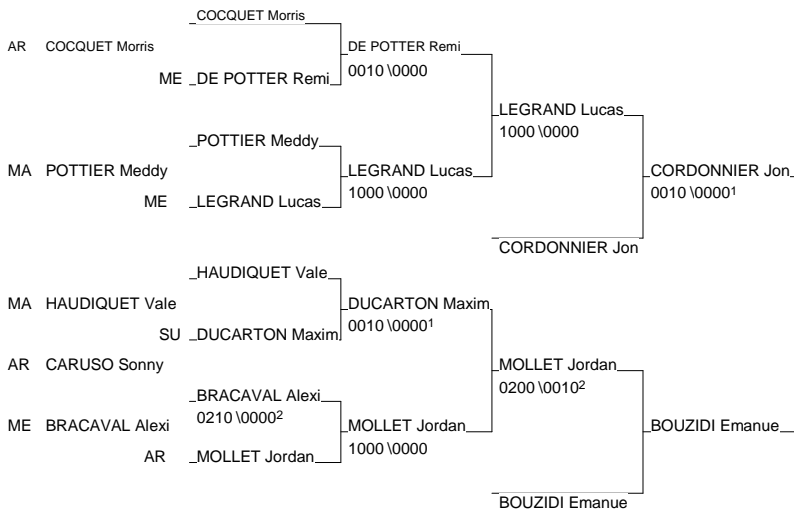 COCQUET Morris
AR COCQUET Morris DE POTTER Remi
0010 \0000
ME DE POTTER Remi
LEGRAND Lucas
1000 \0000
POTTIER Meddy
MA POTTIER Meddy LEGRAND Lucas CORDONNIER Jon
1000 \0000 0010 \0000¹
ME LEGRAND Lucas
CORDONNIER Jon
HAUDIQUET Vale
MA HAUDIQUET Vale DUCARTON Maxim
0010 \0000¹
SU DUCARTON Maxim
AR CARUSO Sonny MOLLET Jordan
0200 \0010²
BRACAVAL Alexi
0210 \0000²
ME BRACAVAL Alexi MOLLET Jordan BOUZIDI Emanue
1000 \0000
AR MOLLET Jordan
BOUZIDI Emanue